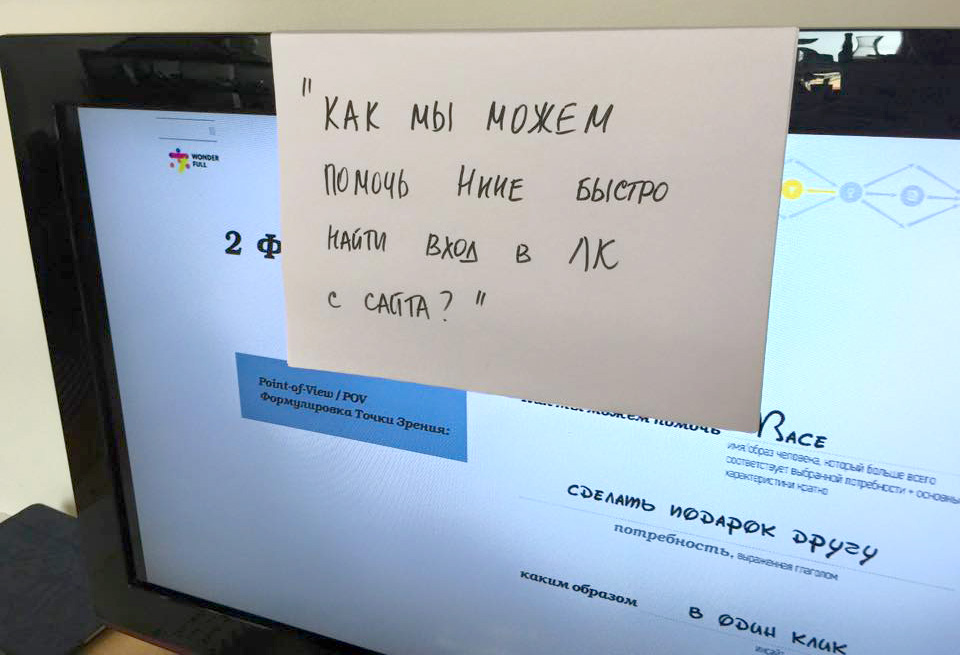 "КАК МЫ МОЖЕМ
ПОМОЧЬ НИНЕ БЫСТРО
НАЙТИ ВХОД В ЛК
С САЙТА?"
WONDER
FULL
2 Ф
Point-of-View / POV
Формулировка Точки Зрения:
можем помочь ВАСЕ
имя/образ человека, который больше всего
соответствует выбранной потребности + основные
характеристики кратко
СДЕЛАТЬ ПОДАРОК ДРУГУ
потребность, выраженная глаголом
каким образом В ОДИН КЛИК